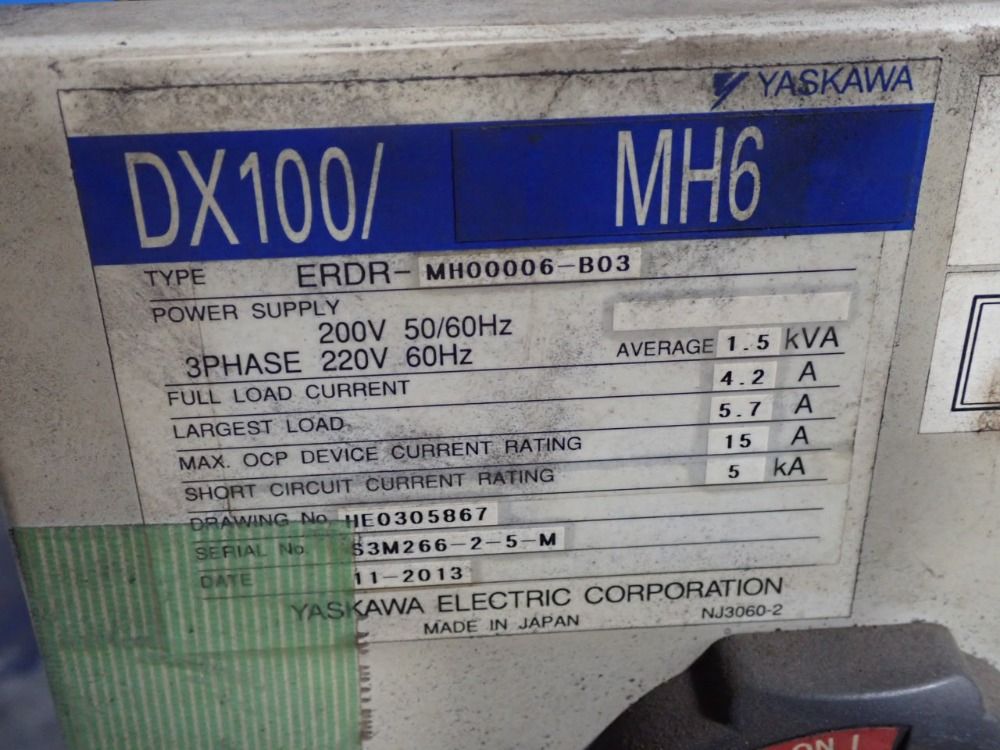 YASKAWA
DX100/ MH6
TYPE ERDR-MH00006-B03
POWER SUPPLY
200V 50/60Hz
3PHASE 220V 60Hz AVERAGE 1.5 kVA
FULL LOAD CURRENT 4.2 A
LARGEST LOAD 5.7 A
MAX. OCP DEVICE CURRENT RATING 15 A
SHORT CIRCUIT CURRENT RATING 5 kA
DRAWING No. HE0305867
SERIAL No. S3M266-2-5-M
DATE 11-2013
YASKAWA ELECTRIC CORPORATION
MADE IN JAPAN NJ3060-2
ON